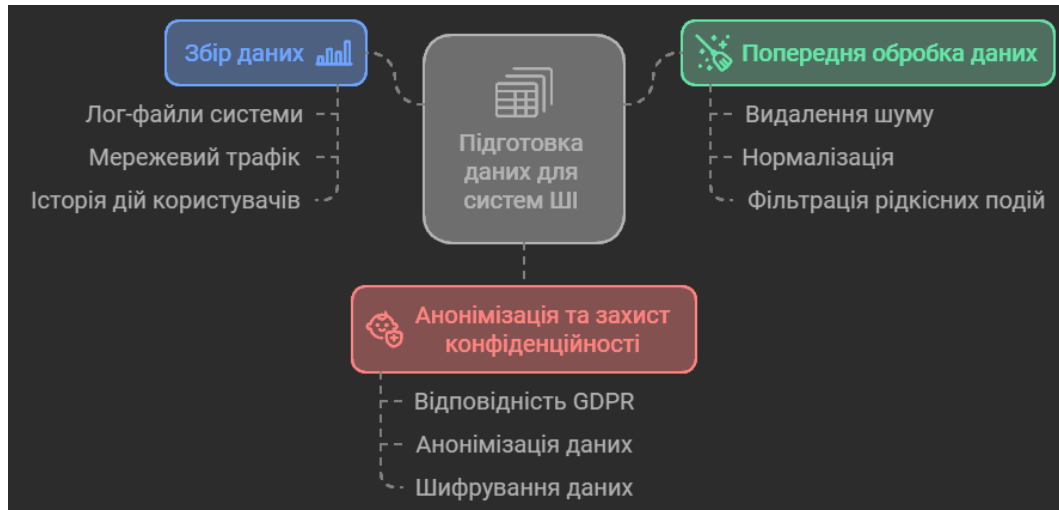 Збір даних
Лог-файли системи
Мережевий трафік
Історія дій користувачів
Підготовка
даних для
систем ШІ
Попередня обробка даних
Видалення шуму
Нормалізація
Фільтрація рідкісних подій
Анонімізація та захист
конфіденційності
Відповідність GDPR
Анонімізація даних
Шифрування даних